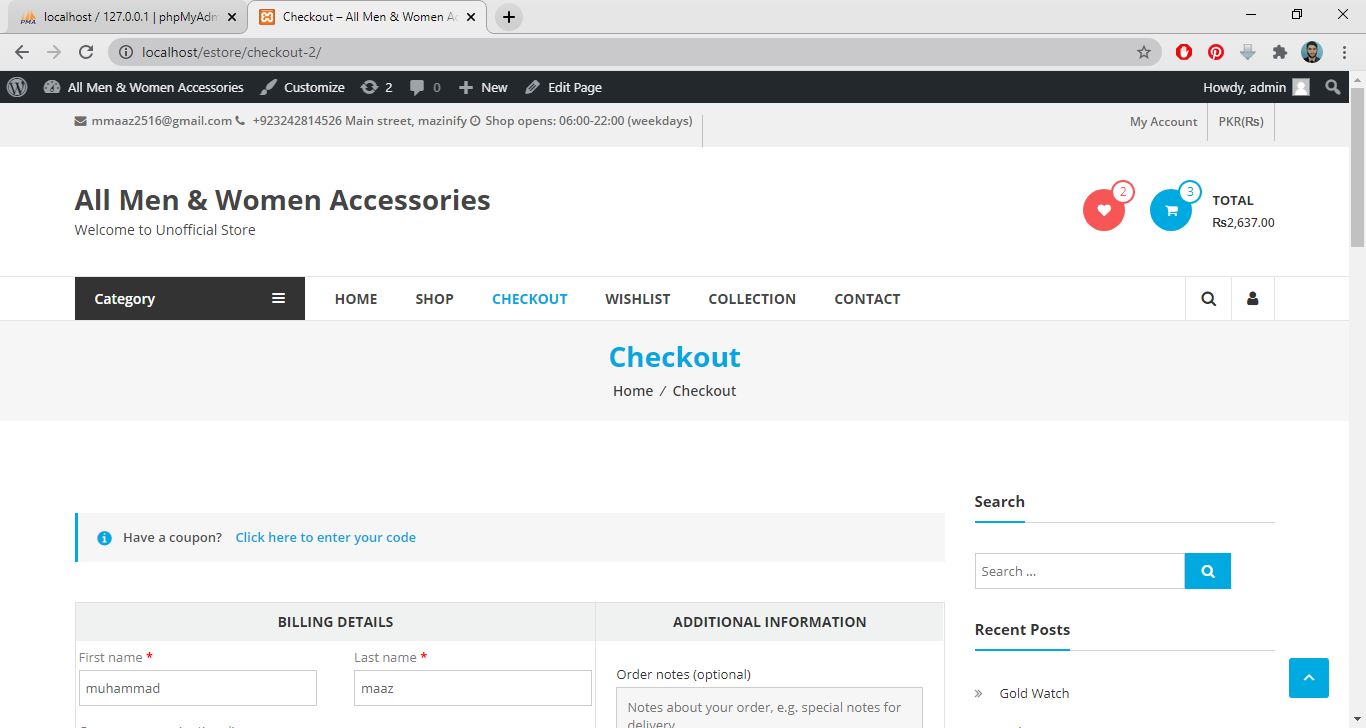 localhost / 127.0.0.1 | phpMyAdm
Checkout – All Men & Women Ac
localhost/estore/checkout-2/
All Men & Women Accessories Customize 2 0 New Edit Page Howdy, admin
mmaaz2516@gmail.com +923242814526 Main street, mazinify Shop opens: 06:00-22:00 (weekdays) My Account PKR(₨)
All Men & Women Accessories
Welcome to Unofficial Store
2 3 TOTAL
₨2,637.00
Category HOME SHOP CHECKOUT WISHLIST COLLECTION CONTACT
Checkout
Home / Checkout
Have a coupon? Click here to enter your code
BILLING DETAILS
First name *
Last name *
muhammad
maaz
ADDITIONAL INFORMATION
Order notes (optional)
Notes about your order, e.g. special notes for
delivery.
Search
Search …
Recent Posts
Gold Watch